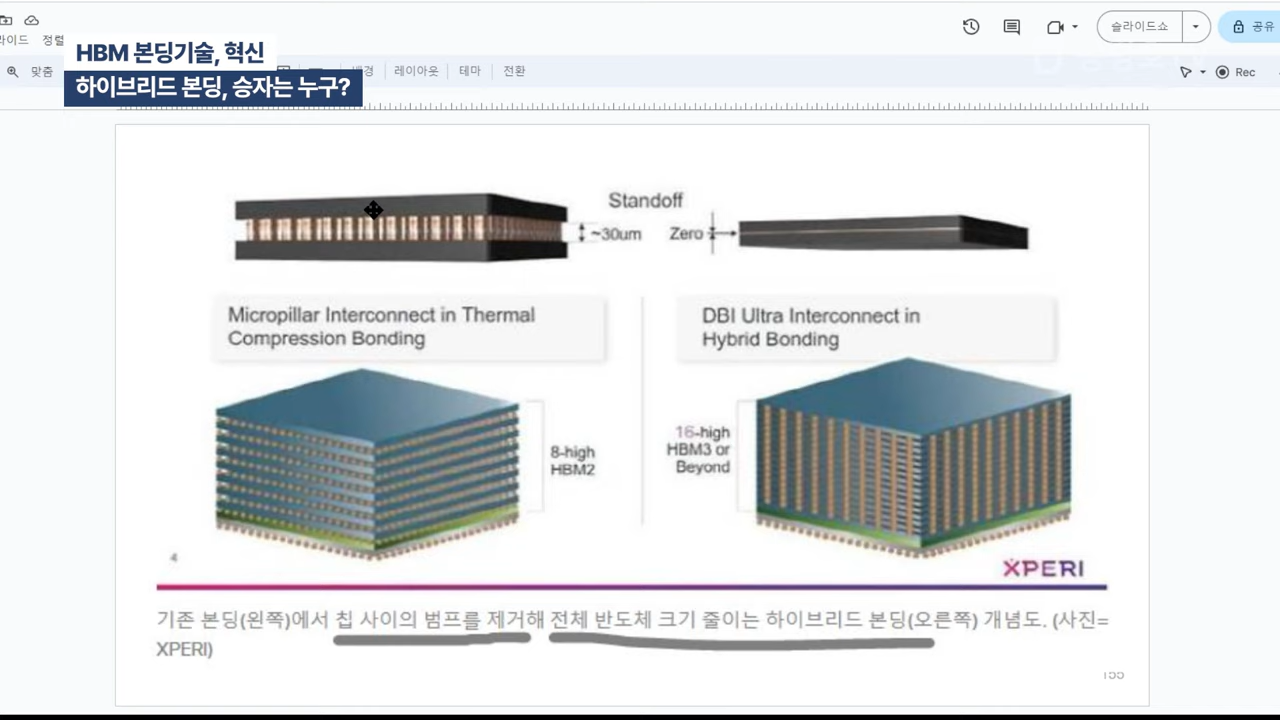 라이드
정렬
HBM 본딩기술, 혁신
하이브리드 본딩, 승자는 누구?
맞춤
배경
레이아웃
테마
전환
슬라이드쇼
공유
Rec
Standoff
~30um
Zero
Micropillar Interconnect in Thermal
Compression Bonding
DBI Ultra Interconnect in
Hybrid Bonding
8-high
HBM2
16-high
HBM3 or
Beyond
4
XPERI
기존 본딩(왼쪽)에서 칩 사이의 범프를 제거해 전체 반도체 크기 줄이는 하이브리드 본딩(오른쪽) 개념도. (사진=
XPERI)
155